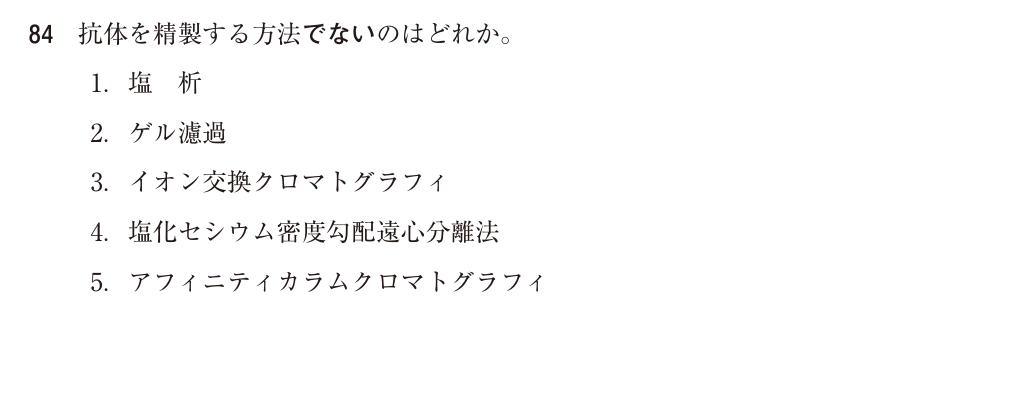 84 抗体を精製する方法でないのはどれか。
1. 塩 析
2. ゲル濾過
3. イオン交換クロマトグラフィ
4. 塩化セシウム密度勾配遠心分離法
5. アフィニティカラムクロマトグラフィ